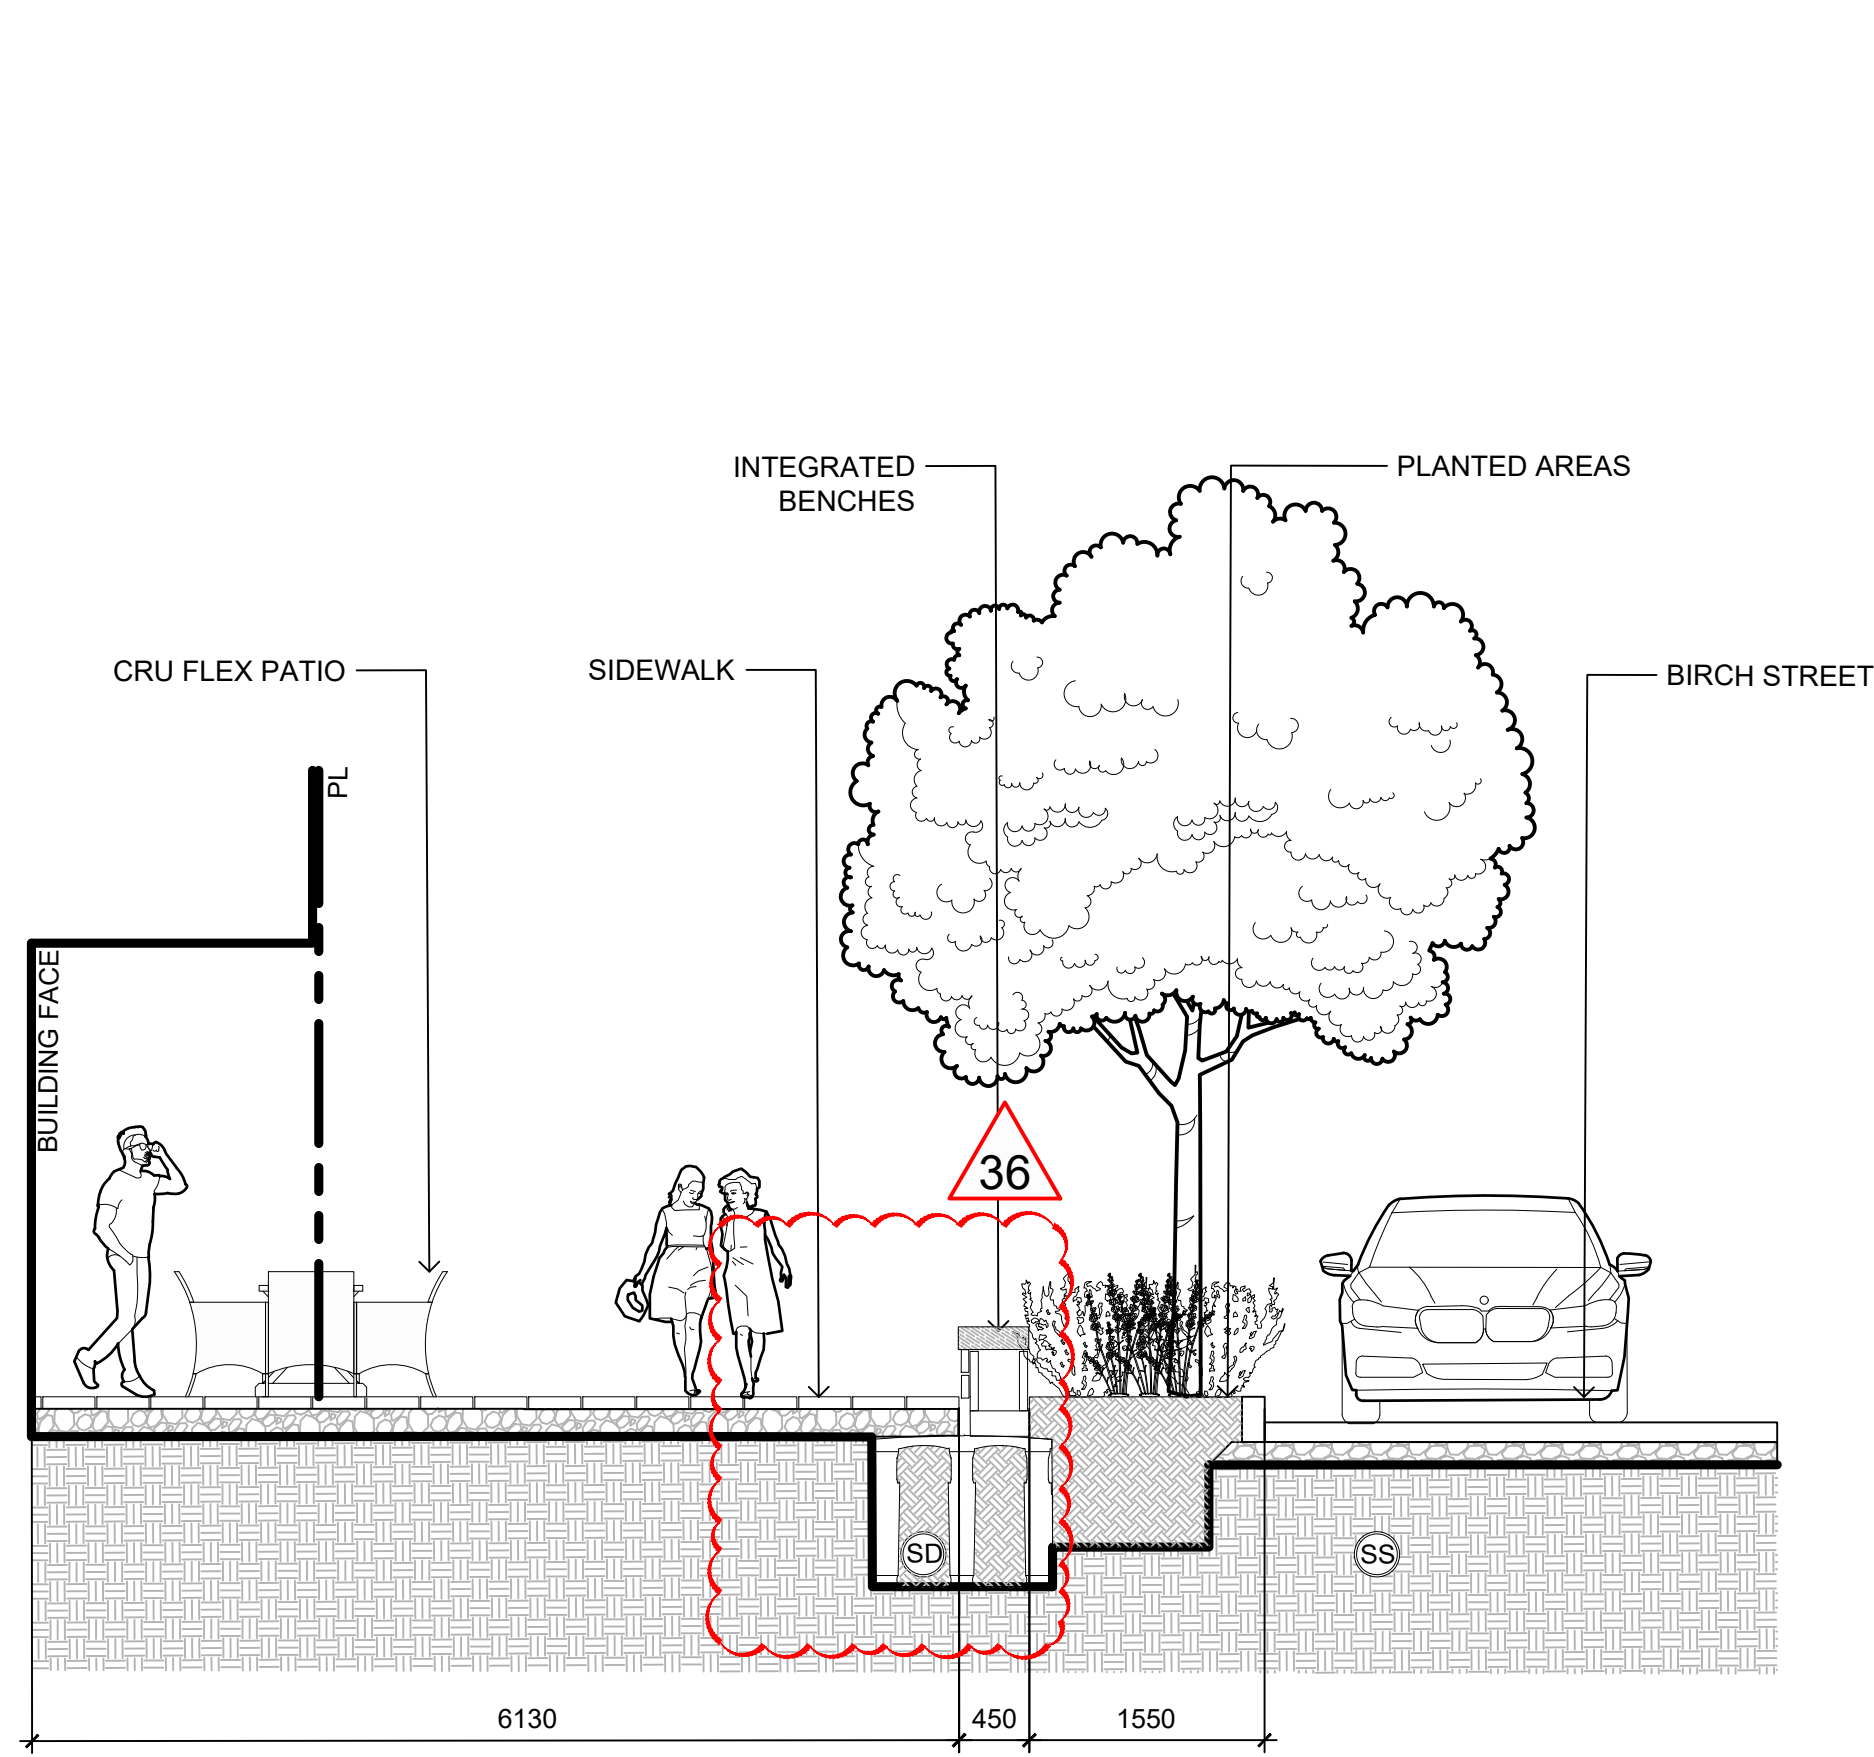 INTEGRATED
BENCHES
PLANTED AREAS
CRU FLEX PATIO
SIDEWALK
BIRCH STREET
PL
BUILDING FACE
36
SD
SS
6130
450
1550